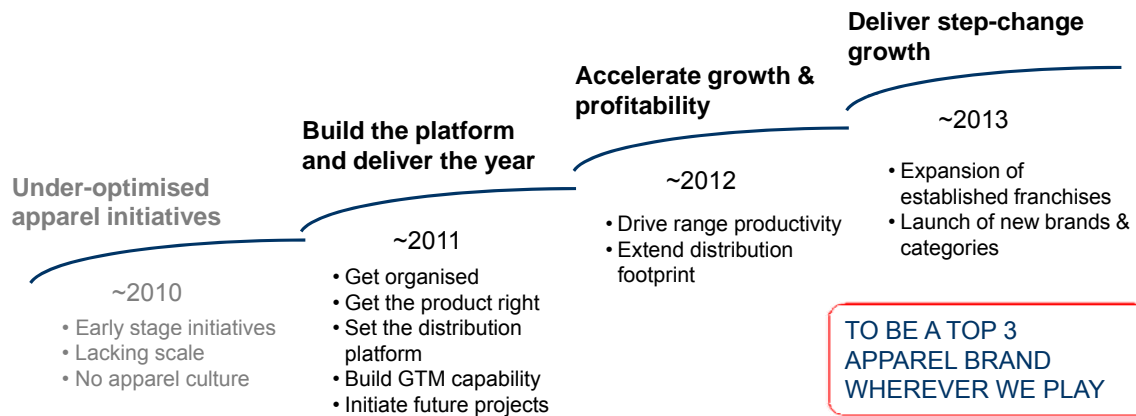 Under-optimised
apparel initiatives
~2010
• Early stage initiatives
• Lacking scale
• No apparel culture
Build the platform
and deliver the year
~2011
• Get organised
• Get the product right
• Set the distribution
platform
• Build GTM capability
• Initiate future projects
Accelerate growth &
profitability
~2012
• Drive range productivity
• Extend distribution
footprint
Deliver step-change
growth
~2013
• Expansion of
established franchises
• Launch of new brands &
categories
TO BE A TOP 3
APPAREL BRAND
WHEREVER WE PLAY